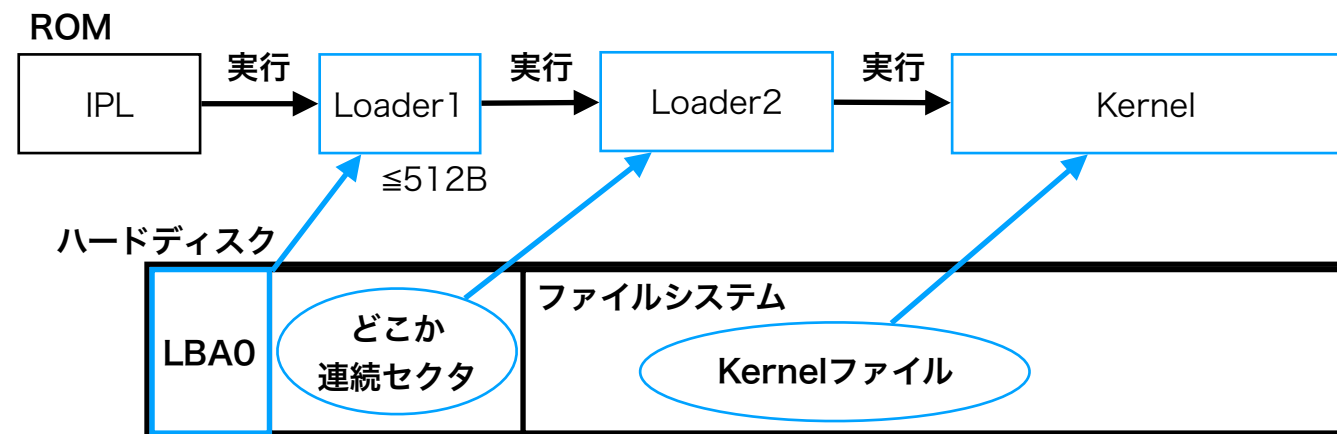 ROM
実行
実行
実行
IPL
Loader1
Loader2
Kernel
≦512B
ハードディスク
ファイルシステム
LBA0
どこか
連続セクタ
Kernelファイル